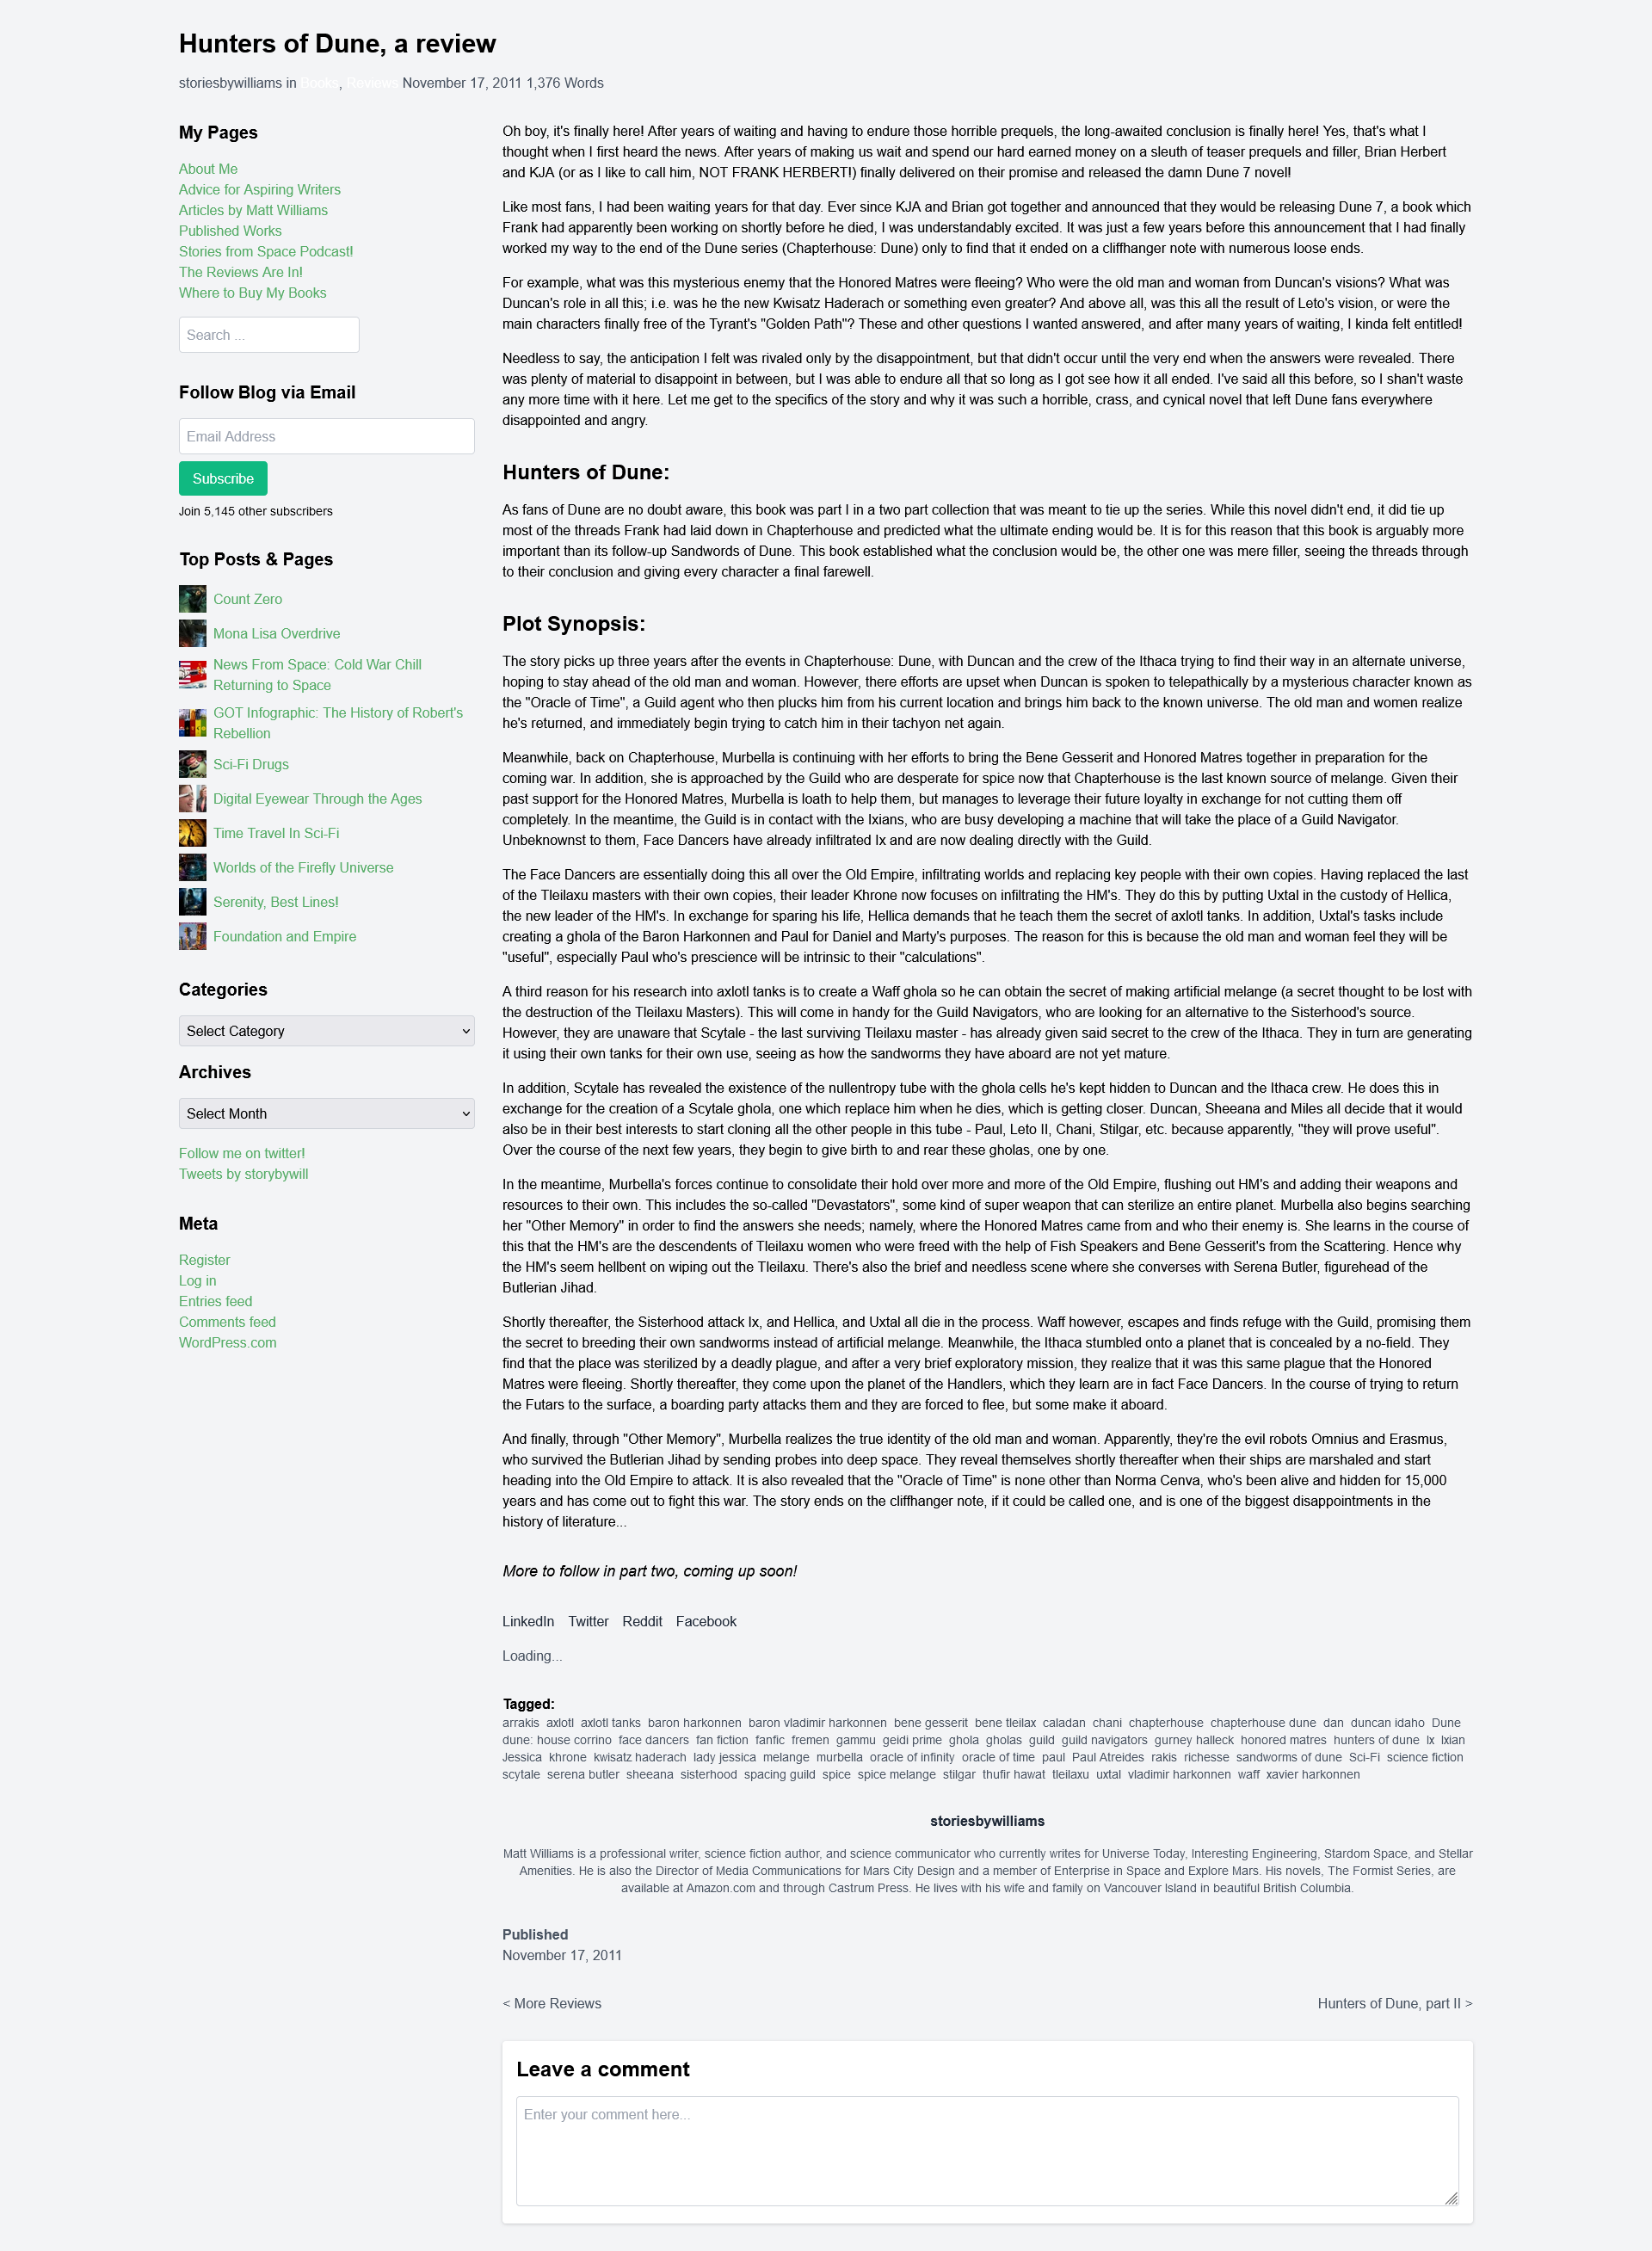 Hunters of Dune, a review
storiesbywilliams in Books, Reviews November 17, 2011 1,376 Words
My Pages
About Me
Advice for Aspiring Writers
Articles by Matt Williams
Published Works
Stories from Space Podcast!
The Reviews Are In!
Where to Buy My Books
Search ...
Follow Blog via Email
Email Address
Subscribe
Join 5,145 other subscribers
Top Posts & Pages
Count Zero
Mona Lisa Overdrive
News From Space: Cold War Chill
Returning to Space
GOT Infographic: The History of Robert's
Rebellion
Sci-Fi Drugs
Digital Eyewear Through the Ages
Time Travel In Sci-Fi
Worlds of the Firefly Universe
Serenity, Best Lines!
Foundation and Empire
Categories
Select Category
Archives
Select Month
Follow me on twitter!
Tweets by storybywill
Meta
Register
Log in
Entries feed
Comments feed
WordPress.com
Oh boy, it's finally here! After years of waiting and having to endure those horrible prequels, the long-awaited conclusion is finally here! Yes, that's what I
thought when I first heard the news. After years of making us wait and spend our hard earned money on a sleuth of teaser prequels and filler, Brian Herbert
and KJA (or as I like to call him, NOT FRANK HERBERT!) finally delivered on their promise and released the damn Dune 7 novel!
Like most fans, I had been waiting years for that day. Ever since KJA and Brian got together and announced that they would be releasing Dune 7, a book which
Frank had apparently been working on shortly before he died, I was understandably excited. It was just a few years before this announcement that I had finally
worked my way to the end of the Dune series (Chapterhouse: Dune) only to find that it ended on a cliffhanger note with numerous loose ends.
For example, what was this mysterious enemy that the Honored Matres were fleeing? Who were the old man and woman from Duncan's visions? What was
Duncan's role in all this; i.e. was he the new Kwisatz Haderach or something even greater? And above all, was this all the result of Leto's vision, or were the
main characters finally free of the Tyrant's "Golden Path"? These and other questions I wanted answered, and after many years of waiting, I kinda felt entitled!
Needless to say, the anticipation I felt was rivaled only by the disappointment, but that didn't occur until the very end when the answers were revealed. There
was plenty of material to disappoint in between, but I was able to endure all that so long as I got see how it all ended. I've said all this before, so I shan't waste
any more time with it here. Let me get to the specifics of the story and why it was such a horrible, crass, and cynical novel that left Dune fans everywhere
disappointed and angry.
Hunters of Dune:
As fans of Dune are no doubt aware, this book was part I in a two part collection that was meant to tie up the series. While this novel didn't end, it did tie up
most of the threads Frank had laid down in Chapterhouse and predicted what the ultimate ending would be. It is for this reason that this book is arguably more
important than its follow-up Sandwords of Dune. This book established what the conclusion would be, the other one was mere filler, seeing the threads through
to their conclusion and giving every character a final farewell.
Plot Synopsis:
The story picks up three years after the events in Chapterhouse: Dune, with Duncan and the crew of the Ithaca trying to find their way in an alternate universe,
hoping to stay ahead of the old man and woman. However, there efforts are upset when Duncan is spoken to telepathically by a mysterious character known as
the "Oracle of Time", a Guild agent who then plucks him from his current location and brings him back to the known universe. The old man and women realize
he's returned, and immediately begin trying to catch him in their tachyon net again.
Meanwhile, back on Chapterhouse, Murbella is continuing with her efforts to bring the Bene Gesserit and Honored Matres together in preparation for the
coming war. In addition, she is approached by the Guild who are desperate for spice now that Chapterhouse is the last known source of melange. Given their
past support for the Honored Matres, Murbella is loath to help them, but manages to leverage their future loyalty in exchange for not cutting them off
completely. In the meantime, the Guild is in contact with the Ixians, who are busy developing a machine that will take the place of a Guild Navigator.
Unbeknownst to them, Face Dancers have already infiltrated Ix and are now dealing directly with the Guild.
The Face Dancers are essentially doing this all over the Old Empire, infiltrating worlds and replacing key people with their own copies. Having replaced the last
of the Tleilaxu masters with their own copies, their leader Khrone now focuses on infiltrating the HM's. They do this by putting Uxtal in the custody of Hellica,
the new leader of the HM's. In exchange for sparing his life, Hellica demands that he teach them the secret of axlotl tanks. In addition, Uxtal's tasks include
creating a ghola of the Baron Harkonnen and Paul for Daniel and Marty's purposes. The reason for this is because the old man and woman feel they will be
"useful", especially Paul who's prescience will be intrinsic to their "calculations".
A third reason for his research into axlotl tanks is to create a Waff ghola so he can obtain the secret of making artificial melange (a secret thought to be lost with
the destruction of the Tleilaxu Masters). This will come in handy for the Guild Navigators, who are looking for an alternative to the Sisterhood's source.
However, they are unaware that Scytale - the last surviving Tleilaxu master - has already given said secret to the crew of the Ithaca. They in turn are generating
it using their own tanks for their own use, seeing as how the sandworms they have aboard are not yet mature.
In addition, Scytale has revealed the existence of the nullentropy tube with the ghola cells he's kept hidden to Duncan and the Ithaca crew. He does this in
exchange for the creation of a Scytale ghola, one which replace him when he dies, which is getting closer. Duncan, Sheeana and Miles all decide that it would
also be in their best interests to start cloning all the other people in this tube - Paul, Leto II, Chani, Stilgar, etc. because apparently, "they will prove useful".
Over the course of the next few years, they begin to give birth to and rear these gholas, one by one.
In the meantime, Murbella's forces continue to consolidate their hold over more and more of the Old Empire, flushing out HM's and adding their weapons and
resources to their own. This includes the so-called "Devastators", some kind of super weapon that can sterilize an entire planet. Murbella also begins searching
her "Other Memory" in order to find the answers she needs; namely, where the Honored Matres came from and who their enemy is. She learns in the course of
this that the HM's are the descendents of Tleilaxu women who were freed with the help of Fish Speakers and Bene Gesserit's from the Scattering. Hence why
the HM's seem hellbent on wiping out the Tleilaxu. There's also the brief and needless scene where she converses with Serena Butler, figurehead of the
Butlerian Jihad.
Shortly thereafter, the Sisterhood attack Ix, and Hellica, and Uxtal all die in the process. Waff however, escapes and finds refuge with the Guild, promising them
the secret to breeding their own sandworms instead of artificial melange. Meanwhile, the Ithaca stumbled onto a planet that is concealed by a no-field. They
find that the place was sterilized by a deadly plague, and after a very brief exploratory mission, they realize that it was this same plague that the Honored
Matres were fleeing. Shortly thereafter, they come upon the planet of the Handlers, which they learn are in fact Face Dancers. In the course of trying to return
the Futars to the surface, a boarding party attacks them and they are forced to flee, but some make it aboard.
And finally, through "Other Memory", Murbella realizes the true identity of the old man and woman. Apparently, they're the evil robots Omnius and Erasmus,
who survived the Butlerian Jihad by sending probes into deep space. They reveal themselves shortly thereafter when their ships are marshaled and start
heading into the Old Empire to attack. It is also revealed that the "Oracle of Time" is none other than Norma Cenva, who's been alive and hidden for 15,000
years and has come out to fight this war. The story ends on the cliffhanger note, if it could be called one, and is one of the biggest disappointments in the
history of literature...
More to follow in part two, coming up soon!
LinkedIn Twitter Reddit Facebook
Loading...
Tagged:
arrakis axlotl axlotl tanks baron harkonnen baron vladimir harkonnen bene gesserit bene tleilax caladan chani chapterhouse chapterhouse dune dan duncan idaho Dune
dune: house corrino face dancers fan fiction fanfic fremen gammu geidi prime ghola gholas guild guild navigators gurney halleck honored matres hunters of dune Ix Ixian
Jessica khrone kwisatz haderach lady jessica melange murbella oracle of infinity oracle of time paul Paul Atreides rakis richesse sandworms of dune Sci-Fi science fiction
scytale serena butler sheeana sisterhood spacing guild spice spice melange stilgar thufir hawat tleilaxu uxtal vladimir harkonnen waff xavier harkonnen
storiesbywilliams
Matt Williams is a professional writer, science fiction author, and science communicator who currently writes for Universe Today, Interesting Engineering, Stardom Space, and Stellar
Amenities. He is also the Director of Media Communications for Mars City Design and a member of Enterprise in Space and Explore Mars. His novels, The Formist Series, are
available at Amazon.com and through Castrum Press. He lives with his wife and family on Vancouver Island in beautiful British Columbia.
Published
November 17, 2011
< More Reviews
Hunters of Dune, part II >
Leave a comment
Enter your comment here...